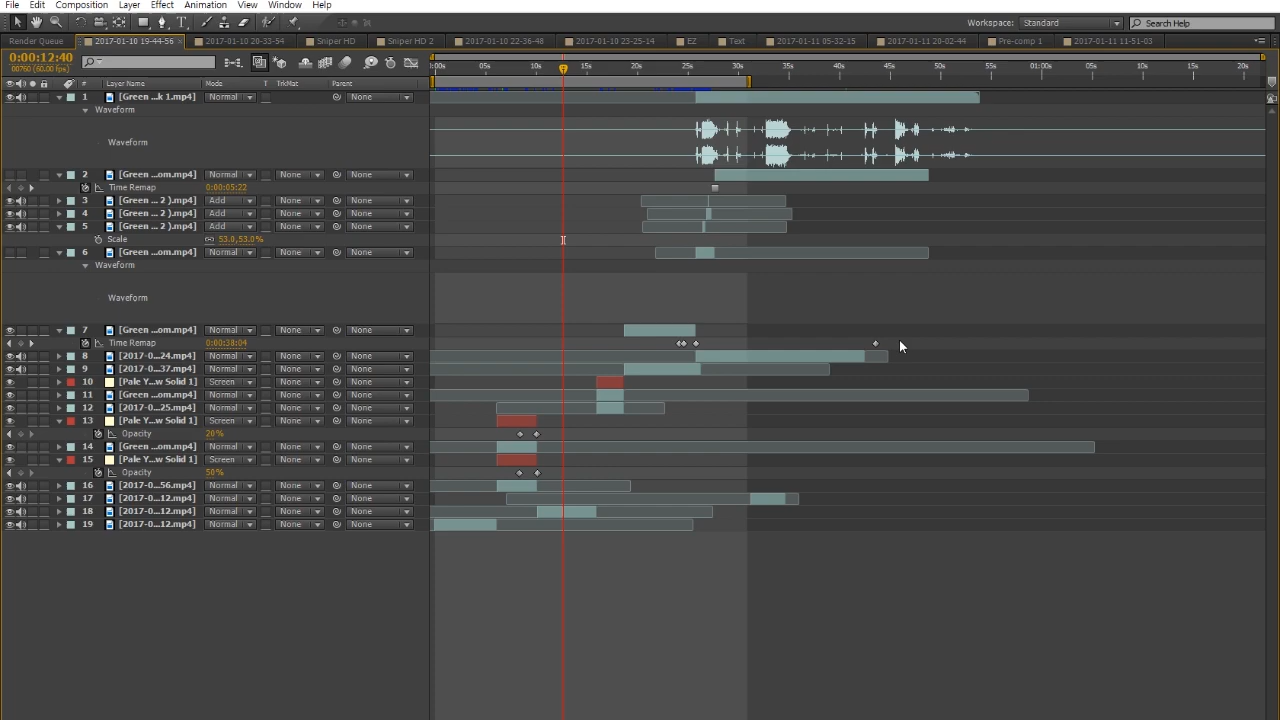 File Edit Composition Layer Effect Animation View Window Help
Workspace: Standard Search Help
Render Queue 2017-01-10 19-44-56 2017-01-10 20-33-54 Sniper HD Sniper HD 2 2017-01-10 22-36-48 2017-01-10 23-25-14 EZ Text 2017-01-11 05-32-15 2017-01-11 20-02-44 Pre-comp 1 2017-01-11 11-51-03
0:00:12:40
00760 (60.00 fps)
:00s 05s 10s 15s 20s 25s 30s 35s 40s 45s 50s 55s 01:00s 05s 10s 15s 20s
# Layer Name Mode T TrkMat Parent
1 [Green ...k 1.mp4] Normal None
Waveform
Waveform
2 [Green ...om.mp4] Normal None None
Time Remap 0:00:05:22
3 [Green ... 2 ).mp4] Add None None
4 [Green ... 2 ).mp4] Add None None
5 [Green ... 2 ).mp4] Add None None
Scale 53.0,53.0%
6 [Green ...om.mp4] Normal None None
Waveform
Waveform
7 [Green ...om.mp4] Normal None None
Time Remap 0:00:38:04
8 [2017-0...24.mp4] Normal None None
9 [2017-0...37.mp4] Normal None None
10 [Pale Y...w Solid 1] Screen None None
11 [Green ...om.mp4] Normal None None
12 [2017-0...25.mp4] Normal None None
13 [Pale Y...w Solid 1] Screen None None
Opacity 20%
14 [Green ...om.mp4] Normal None None
15 [Pale Y...w Solid 1] Screen None None
Opacity 50%
16 [2017-0...56.mp4] Normal None None
17 [2017-0...12.mp4] Normal None None
18 [2017-0...12.mp4] Normal None None
19 [2017-0...12.mp4] Normal None None